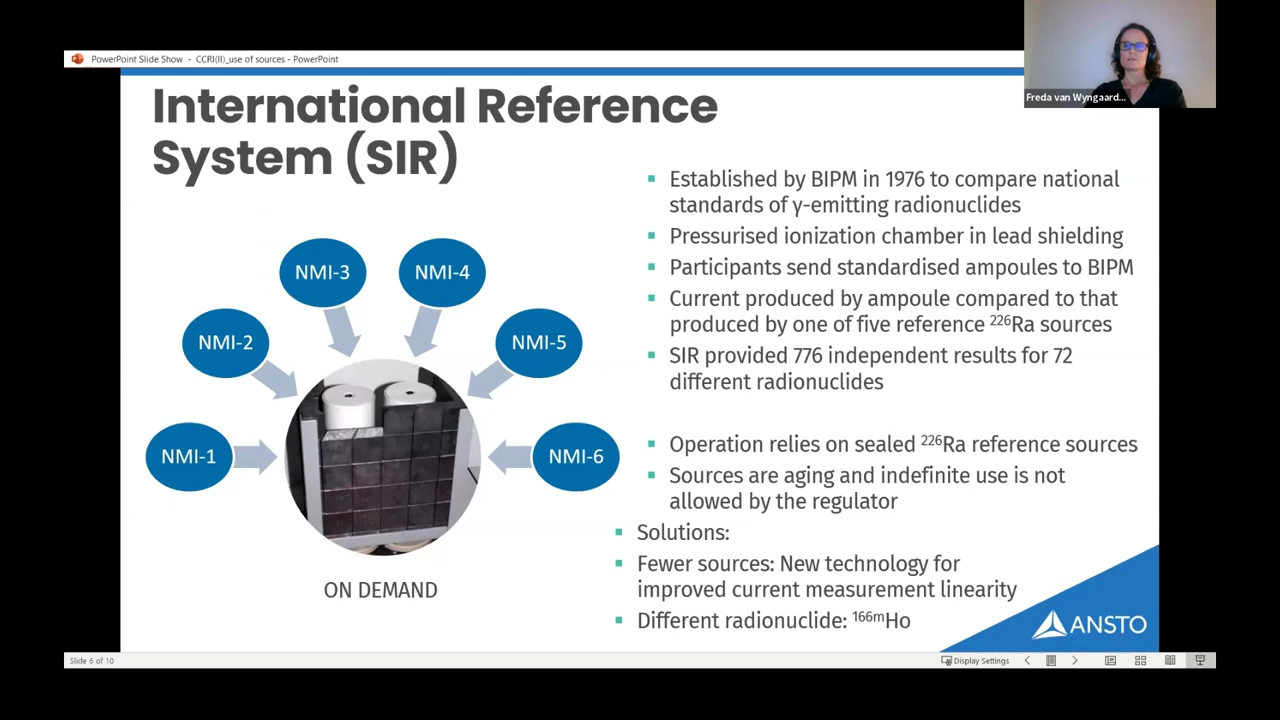 PowerPoint Slide Show - CCRI(II)_use of sources - PowerPoint
Freda van Wyngaard...
International Reference
System (SIR)
Established by BIPM in 1976 to compare national
standards of γ-emitting radionuclides
Pressurised ionization chamber in lead shielding
Participants send standardised ampoules to BIPM
Current produced by ampoule compared to that
produced by one of five reference ²²⁶Ra sources
SIR provided 776 independent results for 72
different radionuclides
Operation relies on sealed ²²⁶Ra reference sources
Sources are aging and indefinite use is not
allowed by the regulator
Solutions:
Fewer sources: New technology for
improved current measurement linearity
Different radionuclide: ¹⁶⁶ᵐHo
NMI-3
NMI-4
NMI-2
NMI-5
NMI-1
NMI-6
ON DEMAND
ANSTO
Slide 6 of 10
Display Settings